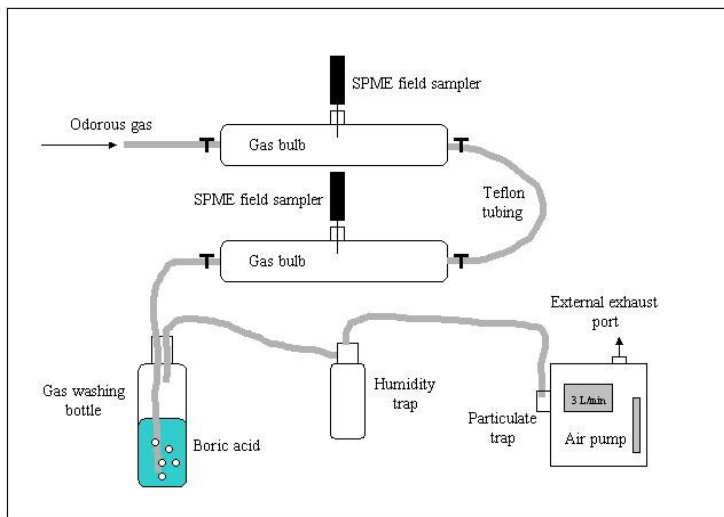 SPME field sampler
Odorous gas
Gas bulb
SPME field sampler
Teflon
tubing
Gas bulb
External exhaust
port
Gas washing
bottle
Humidity
trap
Particulate
trap
3 L/min
Air pump
Boric acid